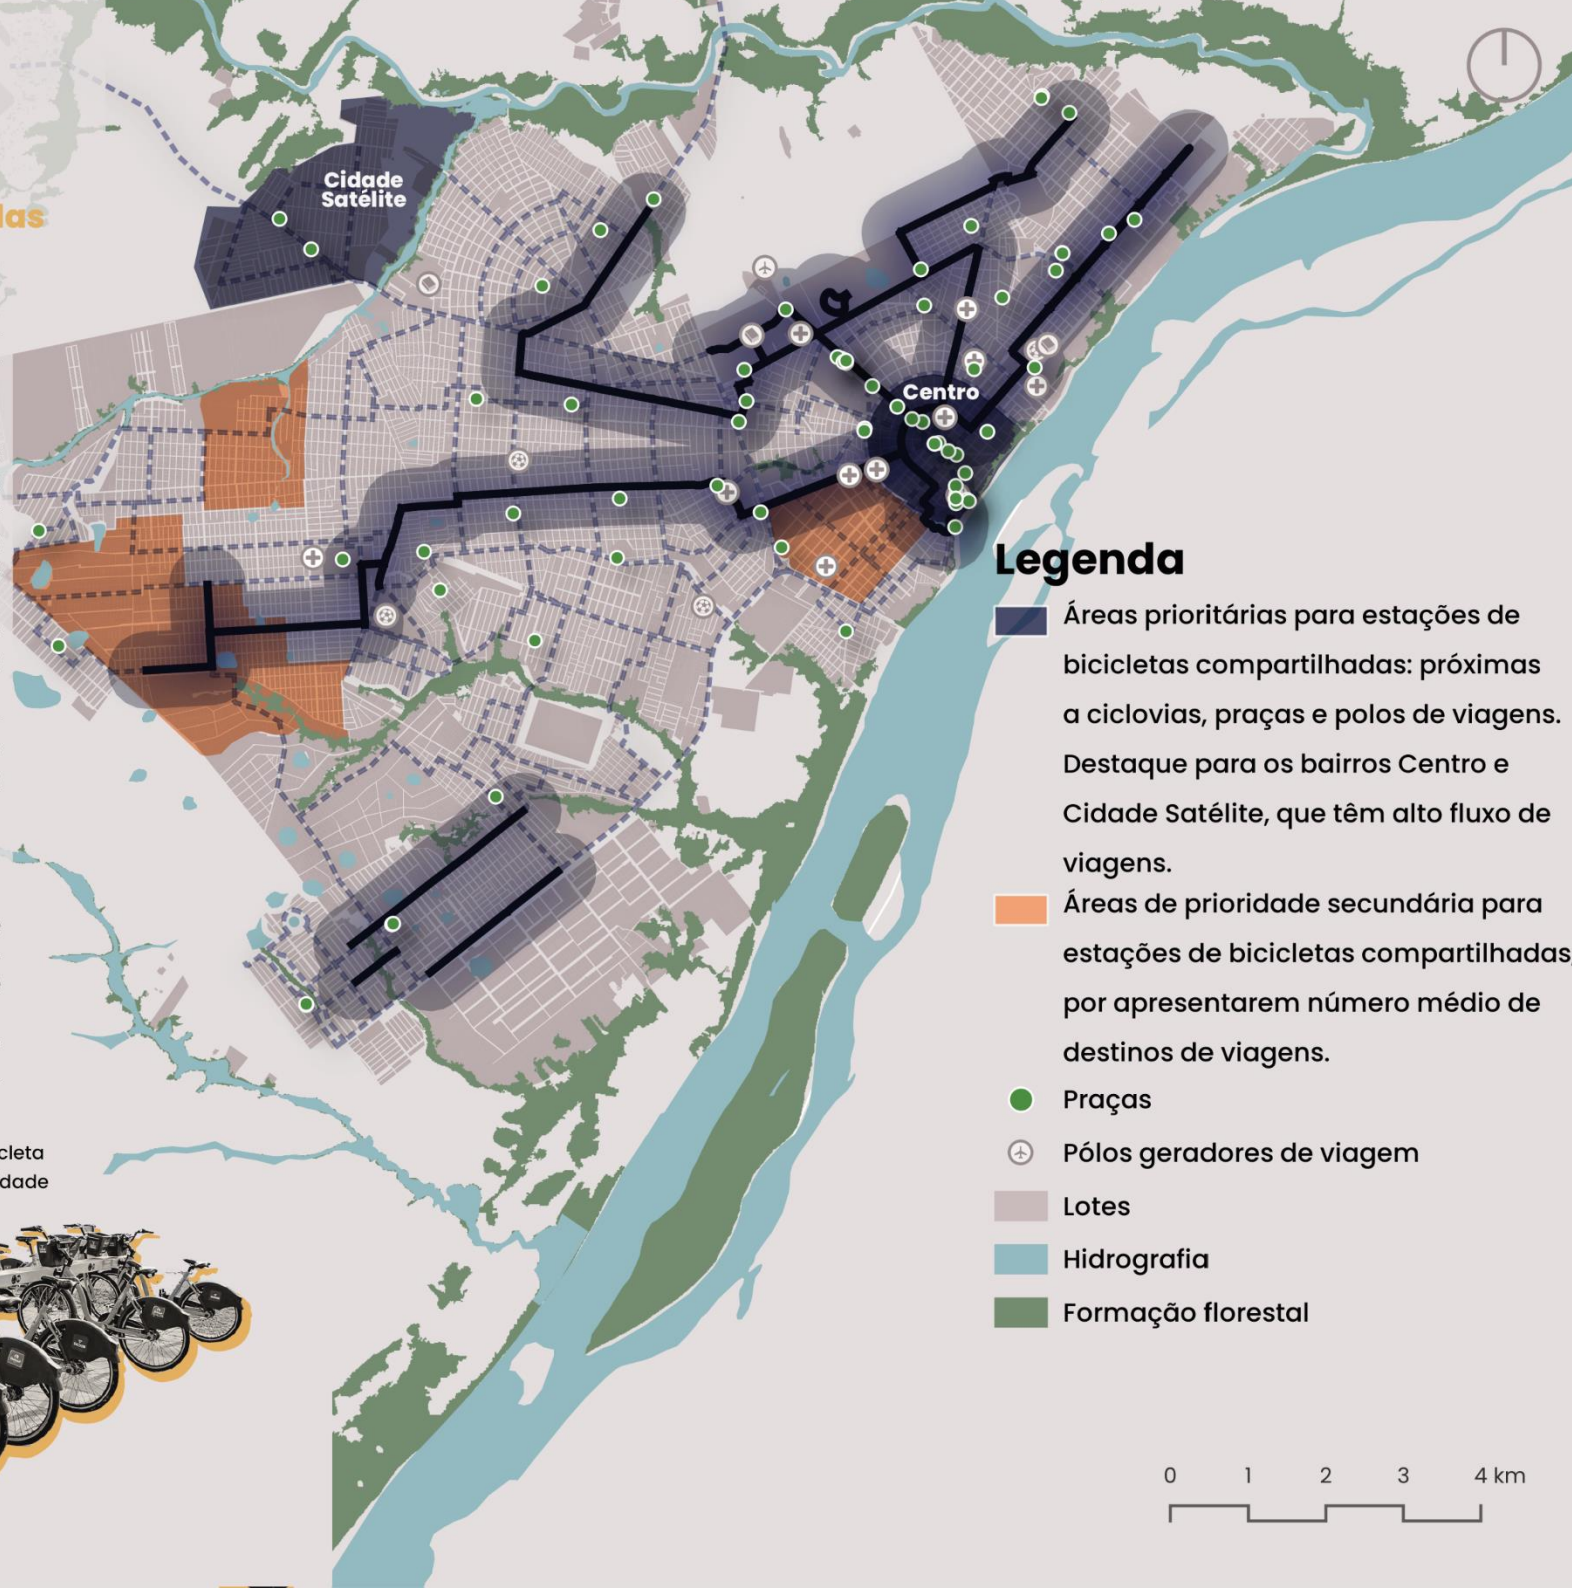 las
Cidade
Satélite
Centro
Legenda
Áreas prioritárias para estações de
bicicletas compartilhadas: próximas
a ciclovias, praças e polos de viagens.
Destaque para os bairros Centro e
Cidade Satélite, que têm alto fluxo de
viagens.
Áreas de prioridade secundária para
estações de bicicletas compartilhadas,
por apresentarem número médio de
destinos de viagens.
Praças
Pólos geradores de viagem
Lotes
Hidrografia
Formação florestal
cleta
dade
0 1 2 3 4 km